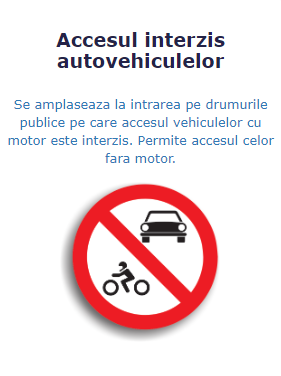 Accesul interzis
autovehiculelor
Se amplaseaza la intrarea pe drumurile
publice pe care accesul vehiculelor cu
motor este interzis. Permite accesul celor
fara motor.